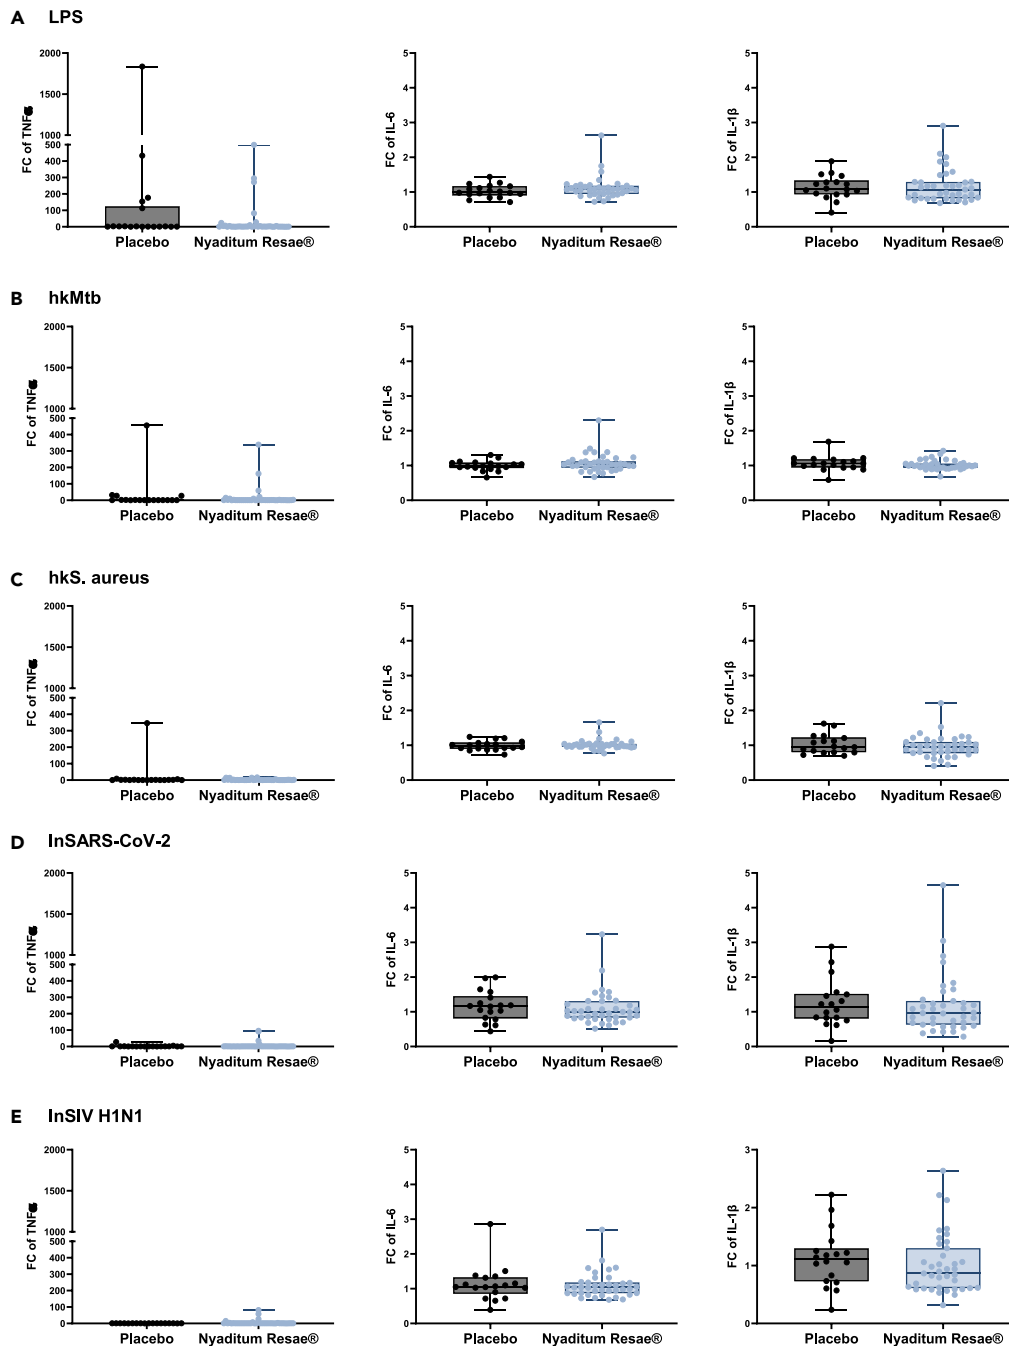 A LPS
FC of TNFα
2000
1500
1000
500
400
300
200
100
0
Placebo
Nyaditum Resae®
FC of IL-6
5
4
3
2
1
0
Placebo
Nyaditum Resae®
FC of IL-1β
5
4
3
2
1
0
Placebo
Nyaditum Resae®
B hkMtb
FC of TNFα
2000
1500
1000
500
400
300
200
100
0
Placebo
Nyaditum Resae®
FC of IL-6
5
4
3
2
1
0
Placebo
Nyaditum Resae®
FC of IL-1β
5
4
3
2
1
0
Placebo
Nyaditum Resae®
C hkS. aureus
FC of TNFα
2000
1500
1000
500
400
300
200
100
0
Placebo
Nyaditum Resae®
FC of IL-6
5
4
3
2
1
0
Placebo
Nyaditum Resae®
FC of IL-1β
5
4
3
2
1
0
Placebo
Nyaditum Resae®
D InSARS-CoV-2
FC of TNFα
2000
1500
1000
500
400
300
200
100
0
Placebo
Nyaditum Resae®
FC of IL-6
5
4
3
2
1
0
Placebo
Nyaditum Resae®
FC of IL-1β
5
4
3
2
1
0
Placebo
Nyaditum Resae®
E InSIV H1N1
FC of TNFα
2000
1500
1000
500
400
300
200
100
0
Placebo
Nyaditum Resae®
FC of IL-6
5
4
3
2
1
0
Placebo
Nyaditum Resae®
FC of IL-1β
3
2
1
0
Placebo
Nyaditum Resae®